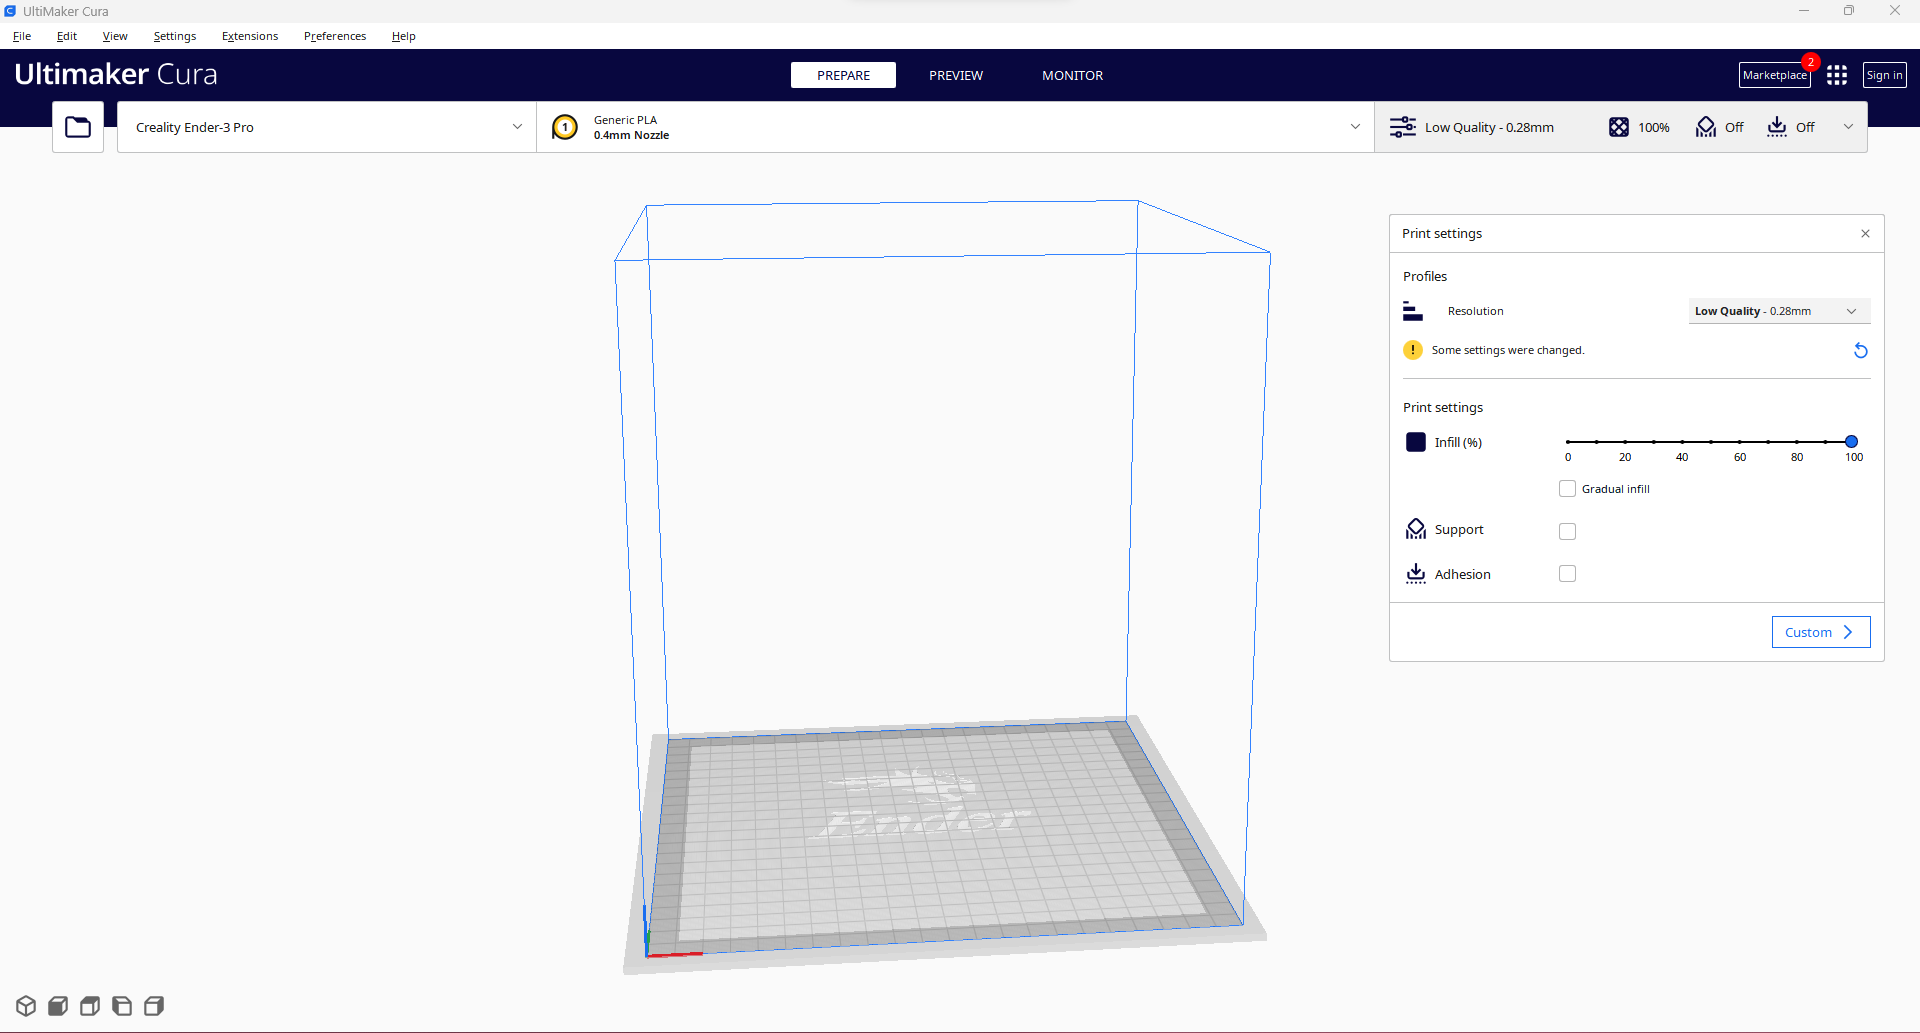 UltiMaker Cura
File Edit View Settings Extensions Preferences Help
Ultimaker Cura
PREPARE PREVIEW MONITOR
Marketplace 2 Sign in
Creality Ender-3 Pro
1 Generic PLA
0.4mm Nozzle
Low Quality - 0.28mm 100% Off Off
Print settings
Profiles
Resolution Low Quality - 0.28mm
! Some settings were changed.
Print settings
Infill (%)
0 20 40 60 80 100
Gradual infill
Support
Adhesion
Custom
Ender